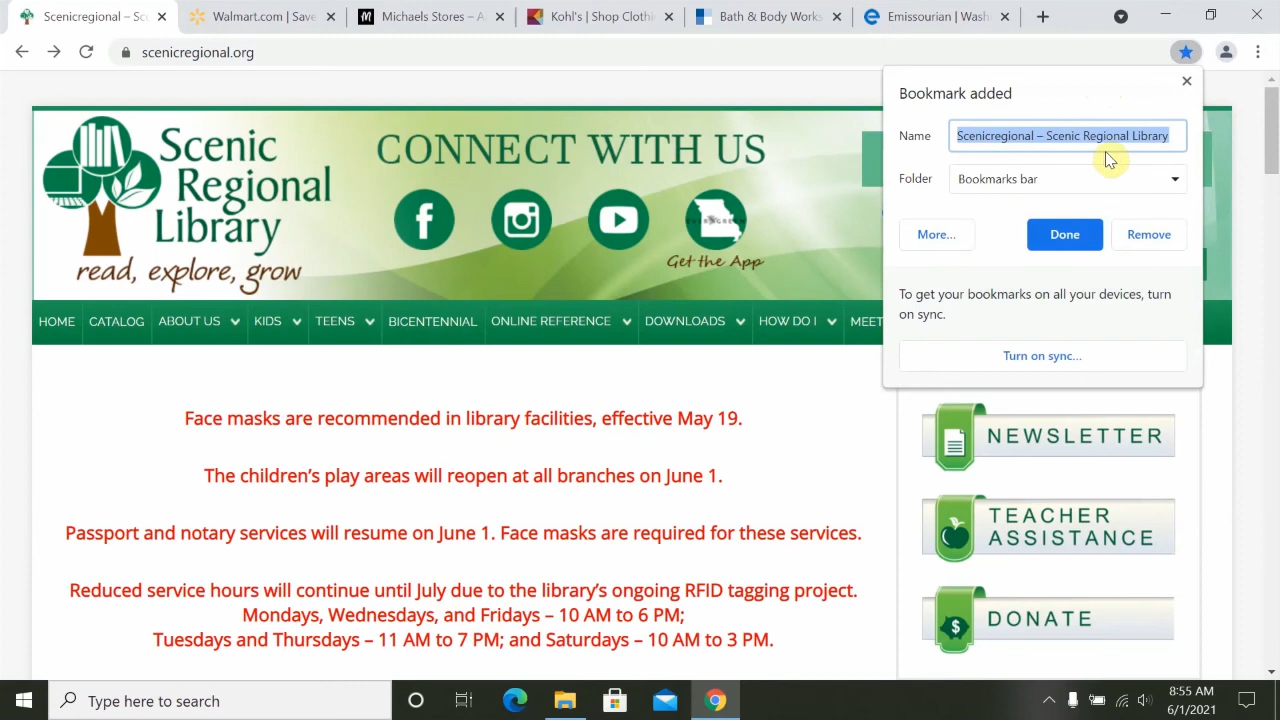 Scenicregional – Sc
Walmart.com | Save
Michaels Stores – A
Kohl's | Shop Clothi
Bath & Body Works
Emissourian | Wash
scenicregional.org
Bookmark added
Name
Scenicregional – Scenic Regional Library
Folder
Bookmarks bar
More...
Done
Remove
To get your bookmarks on all your devices, turn
on sync.
Turn on sync...
Scenic
Regional
Library
read, explore, grow
CONNECT WITH US
Get the App
HOME
CATALOG
ABOUT US
KIDS
TEENS
BICENTENNIAL
ONLINE REFERENCE
DOWNLOADS
HOW DO I
MEET
Face masks are recommended in library facilities, effective May 19.
The children's play areas will reopen at all branches on June 1.
Passport and notary services will resume on June 1. Face masks are required for these services.
Reduced service hours will continue until July due to the library's ongoing RFID tagging project.
Mondays, Wednesdays, and Fridays – 10 AM to 6 PM;
Tuesdays and Thursdays – 11 AM to 7 PM; and Saturdays – 10 AM to 3 PM.
NEWSLETTER
TEACHER
ASSISTANCE
DONATE
Type here to search
8:55 AM
6/1/2021